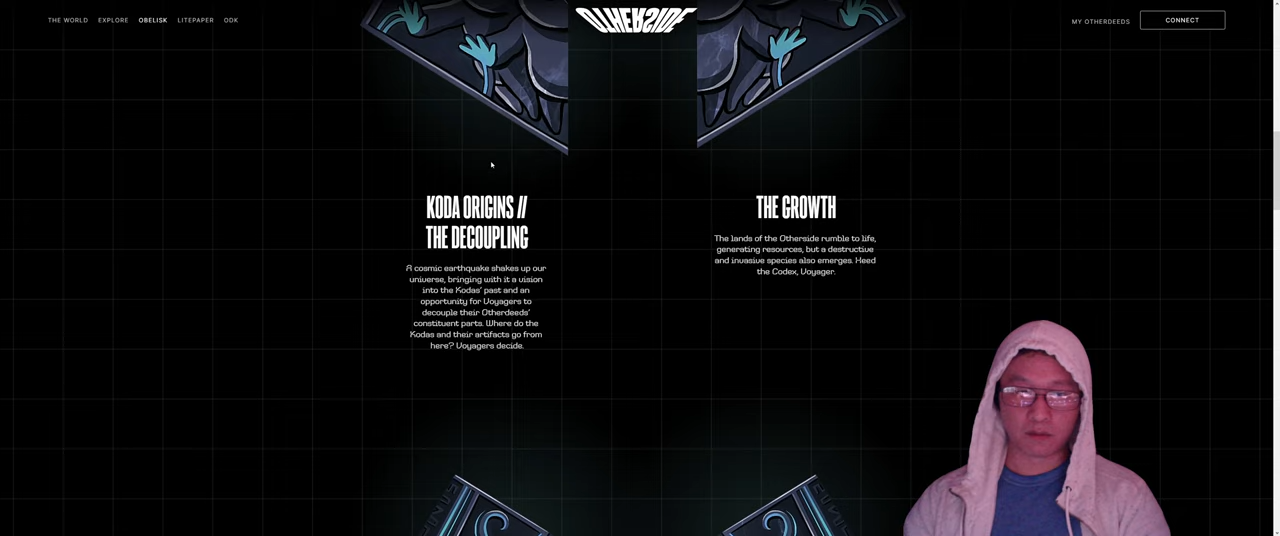 THE WORLD EXPLORE OBELISK LITEPAPER ODK
OTHERSIDE
MY OTHERDEEDS CONNECT
KODA ORIGINS //
THE DECOUPLING
A cosmic earthquake shakes up our
universe, bringing with it a vision
into the Kodas' past and an
opportunity for Voyagers to
decouple their Otherdeeds'
constituent parts. Where do the
Kodas and their artifacts go from
here? Voyagers decide.
THE GROWTH
The lands of the Otherside rumble to life,
generating resources, but a destructive
and invasive species also emerges. Heed
the Codex, Voyager.